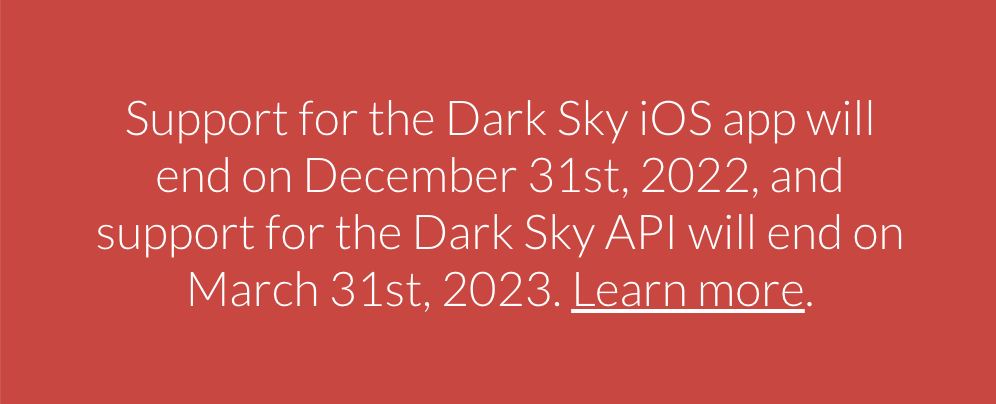 Support for the Dark Sky iOS app will
end on December 31st, 2022, and
support for the Dark Sky API will end on
March 31st, 2023. Learn more.